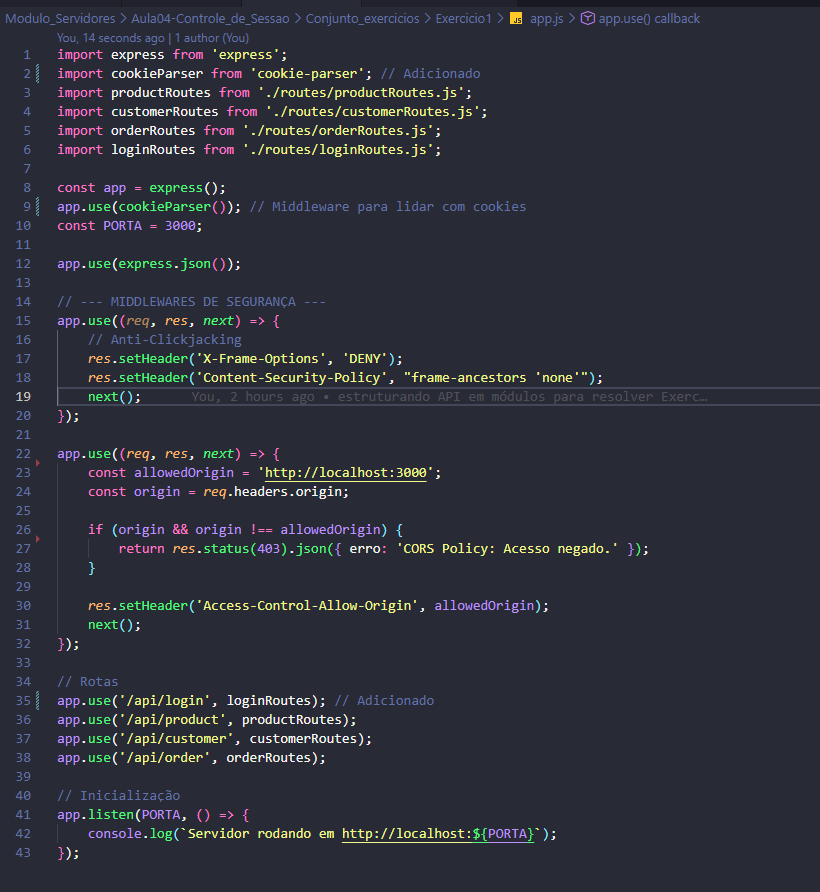 Modulo_Servidores > Aula04-Controle_de_Sessao > Conjunto_exercicios > Exercicio1 > JS app.js > app.use() callback
You, 14 seconds ago | 1 author (You)
1 import express from 'express';
2 import cookieParser from 'cookie-parser'; // Adicionado
3 import productRoutes from './routes/productRoutes.js';
4 import customerRoutes from './routes/customerRoutes.js';
5 import orderRoutes from './routes/orderRoutes.js';
6 import loginRoutes from './routes/loginRoutes.js';
7
8 const app = express();
9 app.use(cookieParser()); // Middleware para lidar com cookies
10 const PORTA = 3000;
11
12 app.use(express.json());
13
14 // --- MIDDLEWARES DE SEGURANÇA ---
15 app.use((req, res, next) => {
16     // Anti-Clickjacking
17     res.setHeader('X-Frame-Options', 'DENY');
18     res.setHeader('Content-Security-Policy', "frame-ancestors 'none'");
19     next();     You, 2 hours ago • estruturando API em módulos para resolver Exerc…
20 });
21
22 app.use((req, res, next) => {
23     const allowedOrigin = 'http://localhost:3000';
24     const origin = req.headers.origin;
25
26     if (origin && origin !== allowedOrigin) {
27         return res.status(403).json({ erro: 'CORS Policy: Acesso negado.' });
28     }
29
30     res.setHeader('Access-Control-Allow-Origin', allowedOrigin);
31     next();
32 });
33
34 // Rotas
35 app.use('/api/login', loginRoutes); // Adicionado
36 app.use('/api/product', productRoutes);
37 app.use('/api/customer', customerRoutes);
38 app.use('/api/order', orderRoutes);
39
40 // Inicialização
41 app.listen(PORTA, () => {
42     console.log(`Servidor rodando em http://localhost:${PORTA}`);
43 });